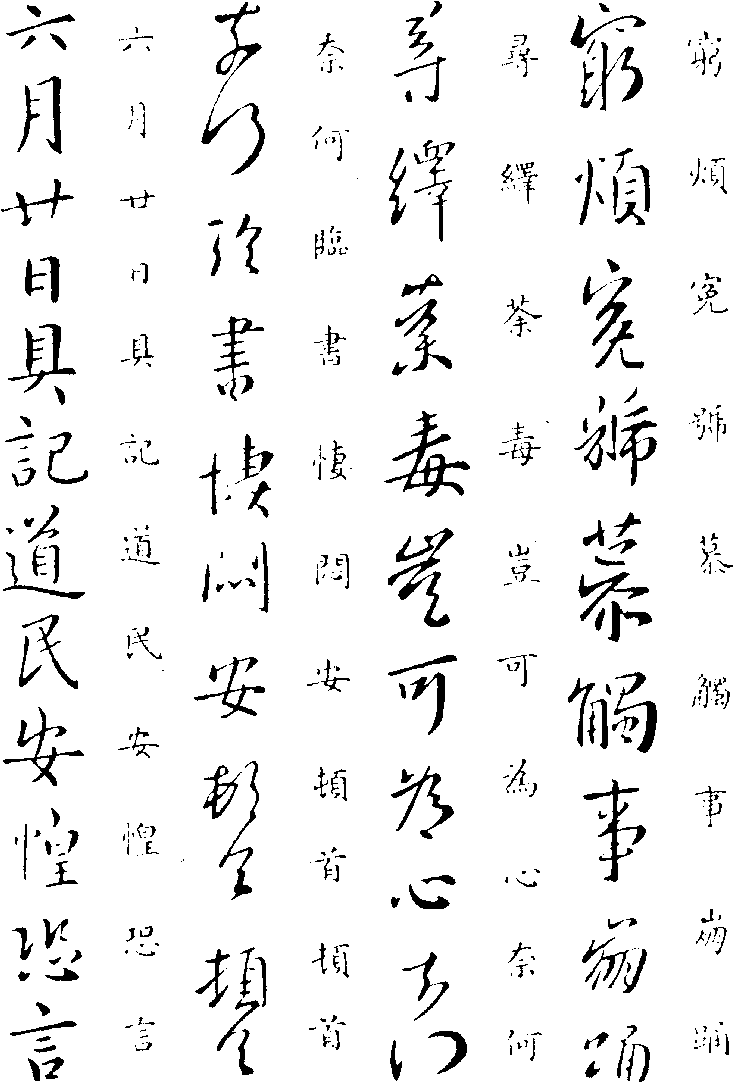 窮煩冤號慕觸事崩踊
窮煩冤號慕觸事崩踊
尋繹荼毒豈可為心奈何
尋繹荼毒豈可為心奈何
奈何臨書悽悶安頓首頓首
奈何臨書悽悶安頓首頓首
六月廿日具記道民安惶恐言
六月廿日具記道民安惶恐言